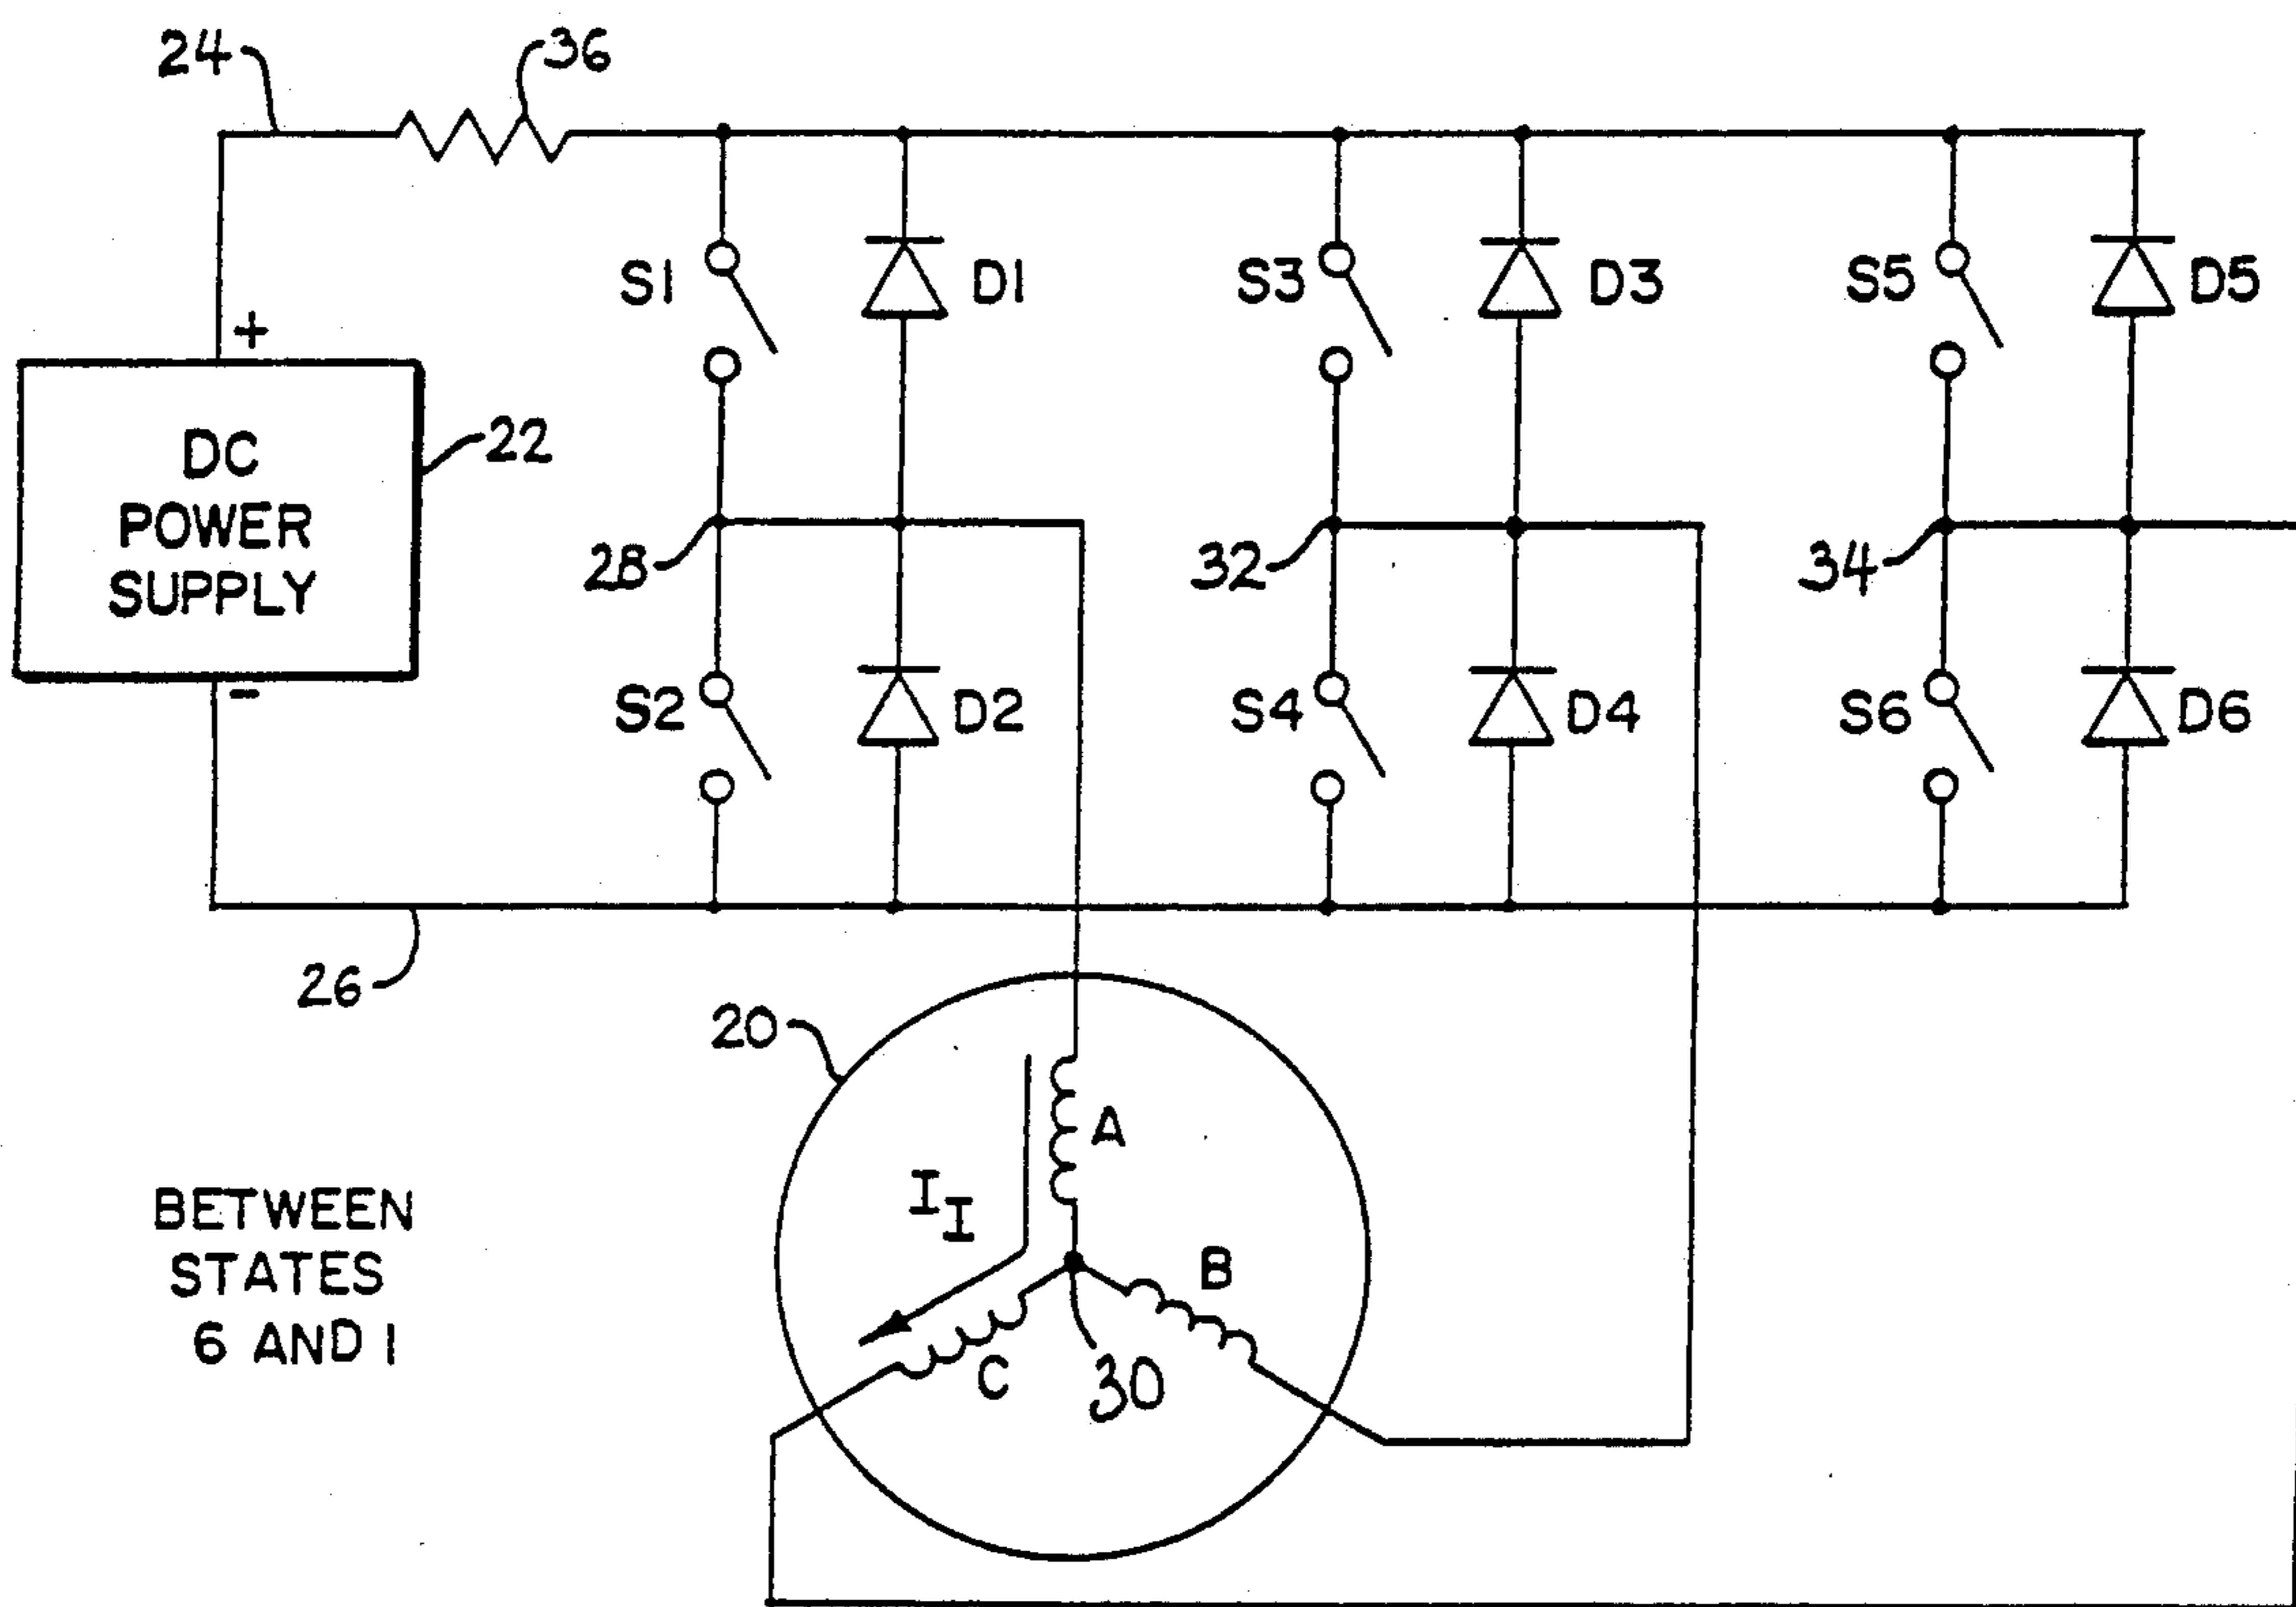 24
36
S1
D1
S3
D3
S5
D5
+
DC
POWER
SUPPLY
22
-
28
32
34
S2
D2
S4
D4
S6
D6
26
20
A
I_I
B
C
30
BETWEEN
STATES
6 AND 1